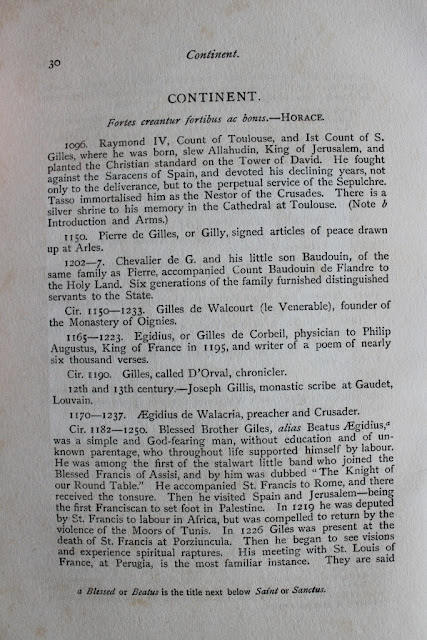 30
Continent.
CONTINENT.
Fortes creantur fortibus ac bonis.—HORACE.
1096. Raymond IV, Count of Toulouse, and Ist Count of S.
Gilles, where he was born, slew Allahudin, King of Jerusalem, and
planted the Christian standard on the Tower of David. He fought
against the Saracens of Spain, and devoted his declining years, not
only to the deliverance, but to the perpetual service of the Sepulchre.
Tasso immortalised him as the Nestor of the Crusades. There is a
silver shrine to his memory in the Cathedral at Toulouse. (Note b
Introduction and Arms.)
1150. Pierre de Gilles, or Gilly, signed articles of peace drawn
up at Arles.
1202—7. Chevalier de G. and his little son Baudouin, of the
same family as Pierre, accompanied Count Baudouin de Flandre to
the Holy Land. Six generations of the family furnished distinguished
servants to the State.
Cir. 1150—1233. Gilles de Walcourt (le Venerable), founder of
the Monastery of Oignies.
1165—1223. Egidius, or Gilles de Corbeil, physician to Philip
Augustus, King of France in 1195, and writer of a poem of nearly
six thousand verses.
Cir. 1190. Gilles, called D'Orval, chronicler.
12th and 13th century.—Joseph Gillis, monastic scribe at Gaudet,
Louvain.
1170—1237. Ægidius de Walacria, preacher and Crusader.
Cir. 1182—1250. Blessed Brother Giles, alias Beatus Ægidius,a
was a simple and God-fearing man, without education and of un-
known parentage, who throughout life supported himself by labour.
He was among the first of the stalwart little band who joined the
Blessed Francis of Assisi, and by him was dubbed "The Knight of
our Round Table." He accompanied St. Francis to Rome, and there
received the tonsure. Then he visited Spain and Jerusalem—being
the first Franciscan to set foot in Palestine. In 1219 he was deputed
by St. Francis to labour in Africa, but was compelled to return by the
violence of the Moors of Tunis. In 1226 Giles was present at the
death of St. Francis at Porziuncula. Then he began to see visions
and experience spiritual raptures. His meeting with St. Louis of
France, at Perugia, is the most familiar instance. They are said
a Blessed or Beatus is the title next below Saint or Sanctus.